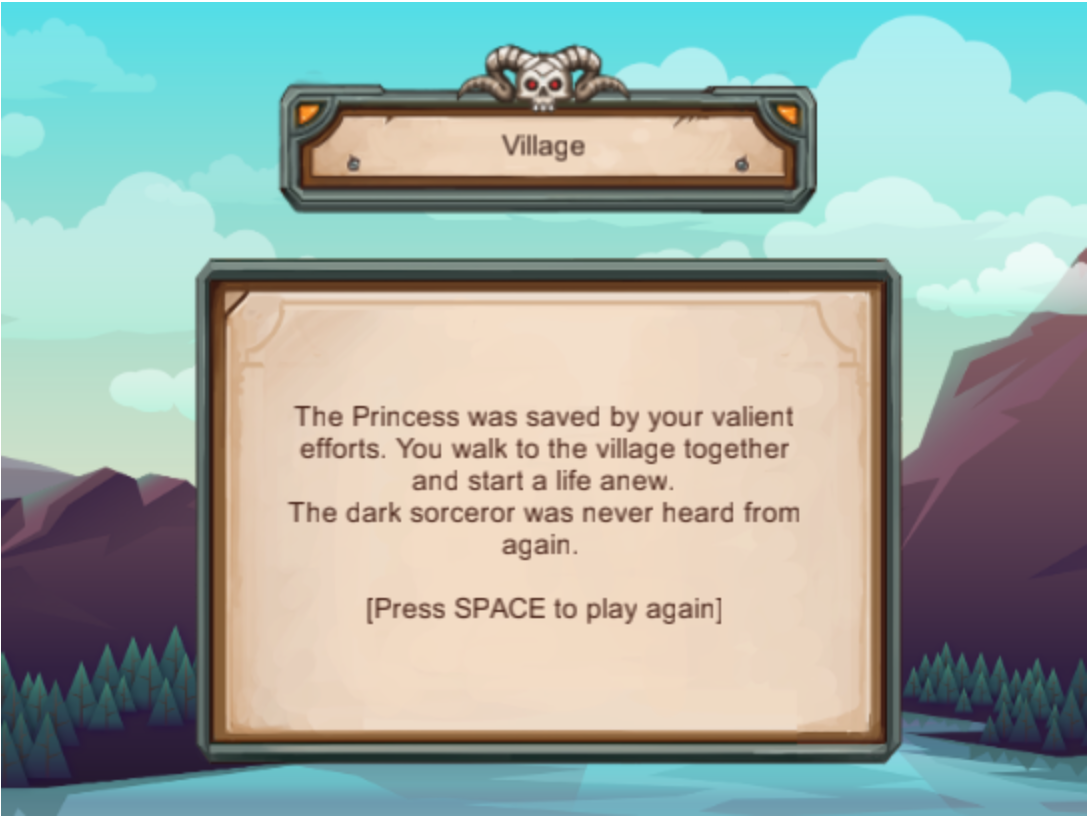 Village
The Princess was saved by your valient
efforts. You walk to the village together
and start a life anew.
The dark sorceror was never heard from
again.
[Press SPACE to play again]